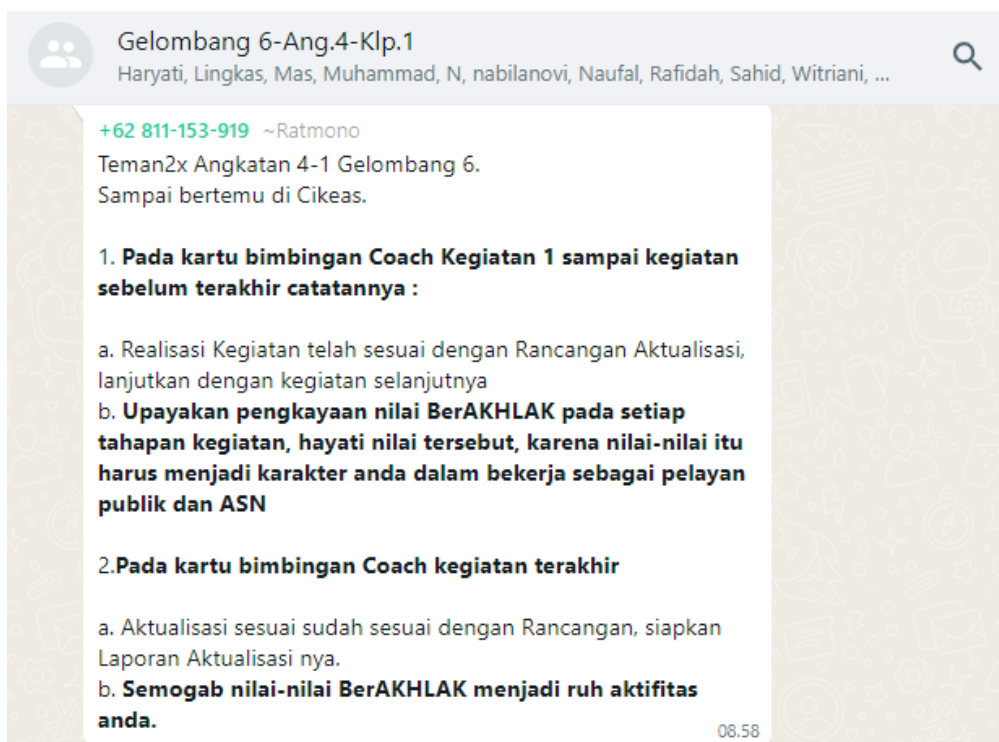 Gelombang 6-Ang.4-Klp.1
Haryati, Lingkas, Mas, Muhammad, N, nabilanovi, Naufal, Rafidah, Sahid, Witriani, ...
+62 811-153-919 ~Ratmono
Teman2x Angkatan 4-1 Gelombang 6.
Sampai bertemu di Cikeas.
1. Pada kartu bimbingan Coach Kegiatan 1 sampai kegiatan
sebelum terakhir catatannya :
a. Realisasi Kegiatan telah sesuai dengan Rancangan Aktualisasi,
lanjutkan dengan kegiatan selanjutnya
b. Upayakan pengkayaan nilai BerAKHLAK pada setiap
tahapan kegiatan, hayati nilai tersebut, karena nilai-nilai itu
harus menjadi karakter anda dalam bekerja sebagai pelayan
publik dan ASN
2.Pada kartu bimbingan Coach kegiatan terakhir
a. Aktualisasi sesuai sudah sesuai dengan Rancangan, siapkan
Laporan Aktualisasi nya.
b. Semogab nilai-nilai BerAKHLAK menjadi ruh aktifitas
anda.
08.58